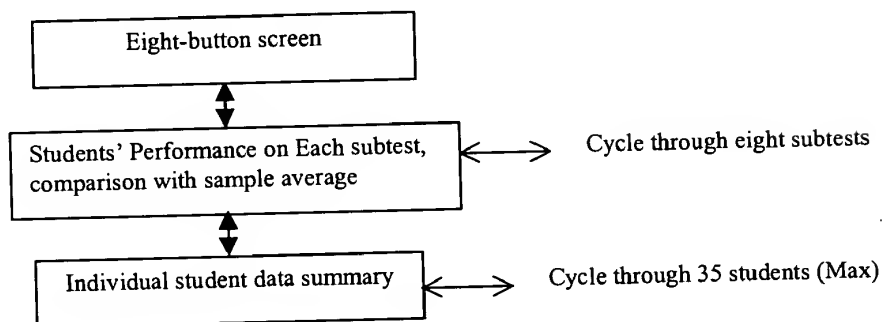 Eight-button screen
Students' Performance on Each subtest,
comparison with sample average
Cycle through eight subtests
Individual student data summary
Cycle through 35 students (Max)